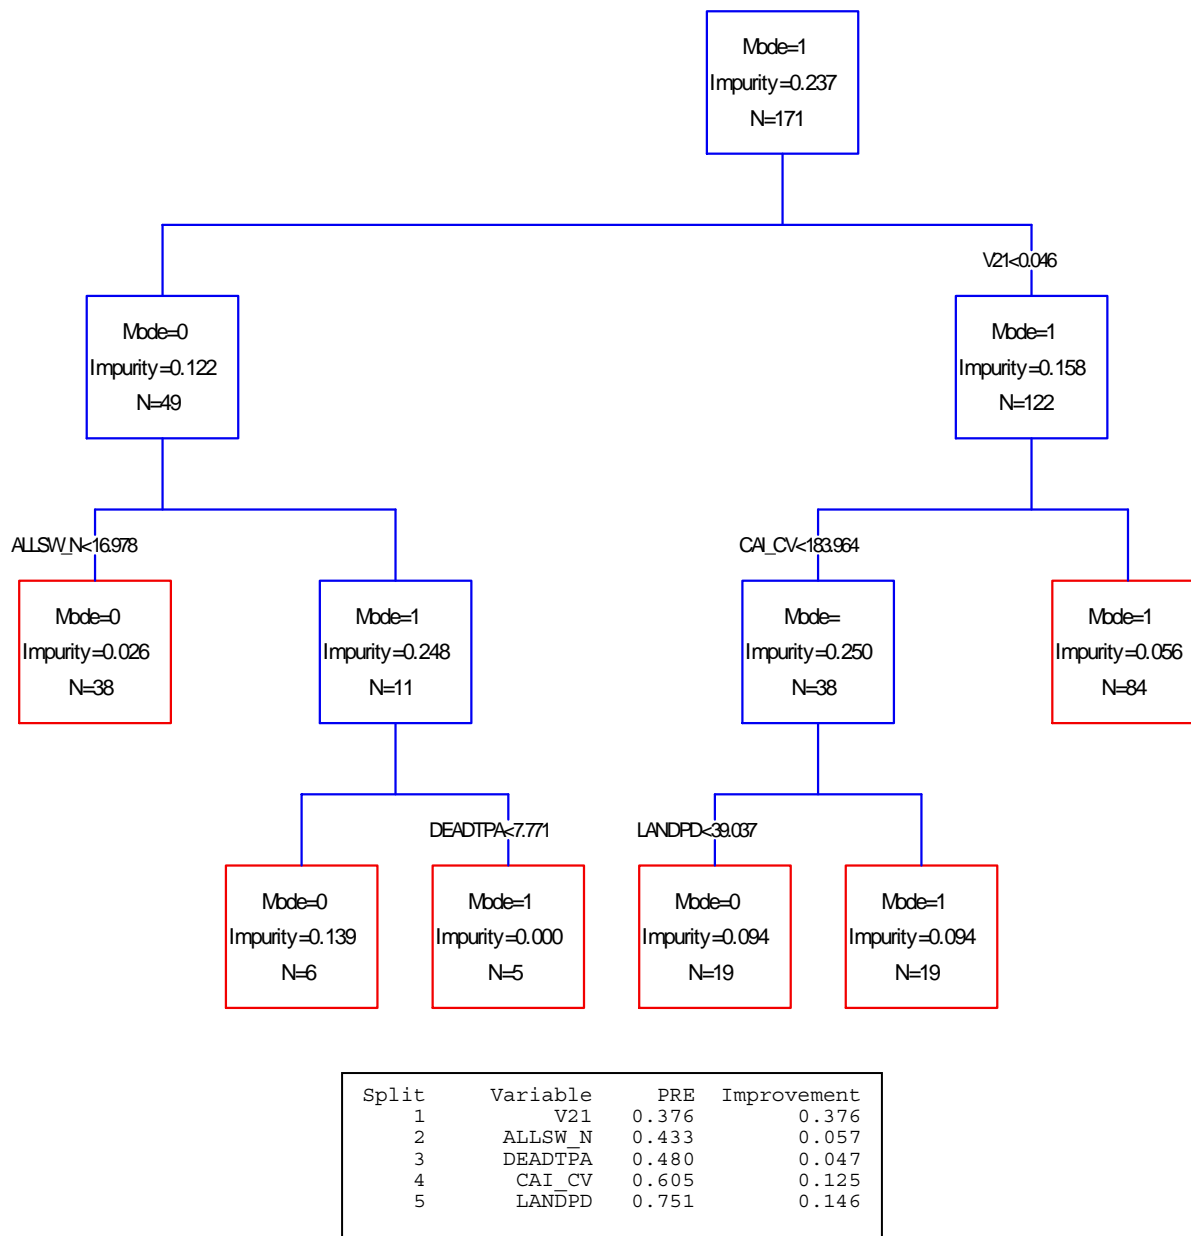 Mode=1
Impurity=0.237
N=171
V21<0.046
Mode=0
Impurity=0.122
N=49
Mode=1
Impurity=0.158
N=122
ALLSW_N<16.978
CAI_CV<183.964
Mode=0
Impurity=0.026
N=38
Mode=1
Impurity=0.248
N=11
Mode=
Impurity=0.250
N=38
Mode=1
Impurity=0.056
N=84
DEADTPA<7.771
LANDPD<39.037
Mode=0
Impurity=0.139
N=6
Mode=1
Impurity=0.000
N=5
Mode=0
Impurity=0.094
N=19
Mode=1
Impurity=0.094
N=19
Split Variable PRE Improvement
1 V21 0.376 0.376
2 ALLSW_N 0.433 0.057
3 DEADTPA 0.480 0.047
4 CAI_CV 0.605 0.125
5 LANDPD 0.751 0.146